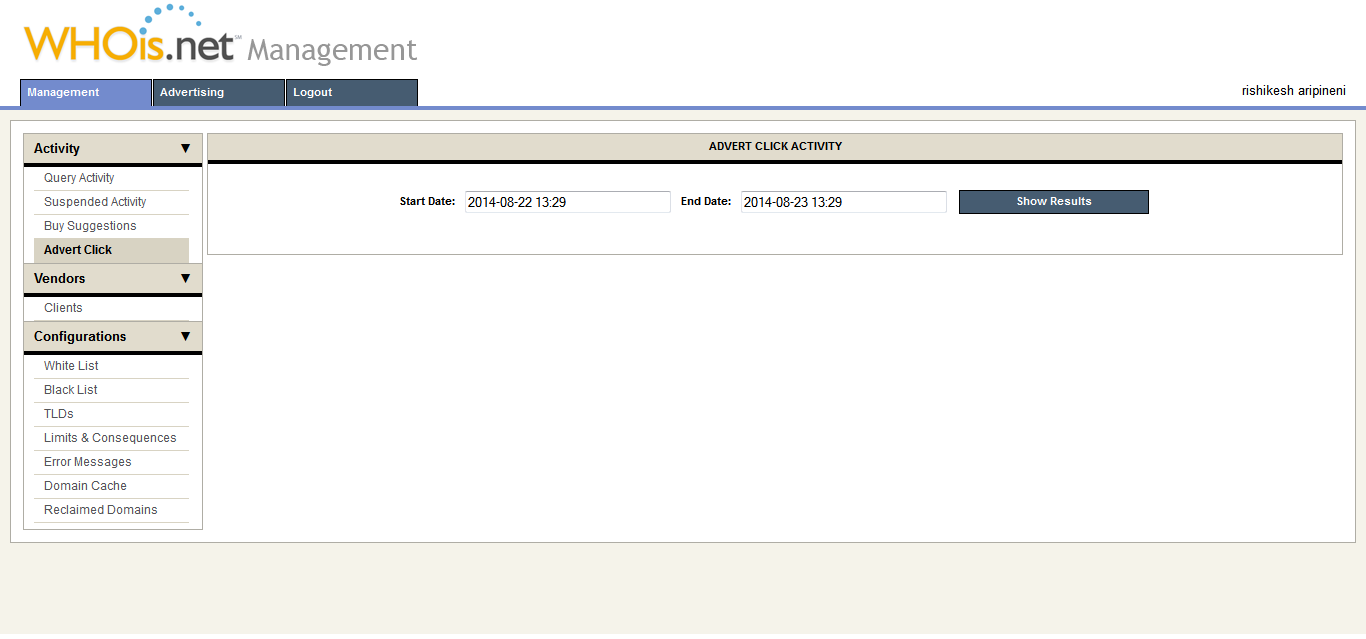 WHOis.net℠ Management
Management Advertising Logout
rishikesh aripineni
Activity ▼
Query Activity
Suspended Activity
Buy Suggestions
Advert Click
Vendors ▼
Clients
Configurations ▼
White List
Black List
TLDs
Limits & Consequences
Error Messages
Domain Cache
Reclaimed Domains
ADVERT CLICK ACTIVITY
Start Date: 2014-08-22 13:29 End Date: 2014-08-23 13:29 Show Results